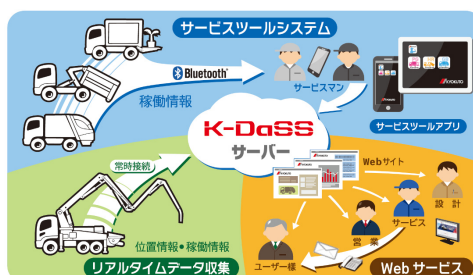 サービスツールシステム
Bluetooth
稼働情報
サービスマン
KYOKUTO
サービスツールアプリ
K-DaSS
サーバー
常時接続
Webサイト
設計
サービス
営業
ユーザー様
位置情報・稼働情報
リアルタイムデータ収集
Webサービス